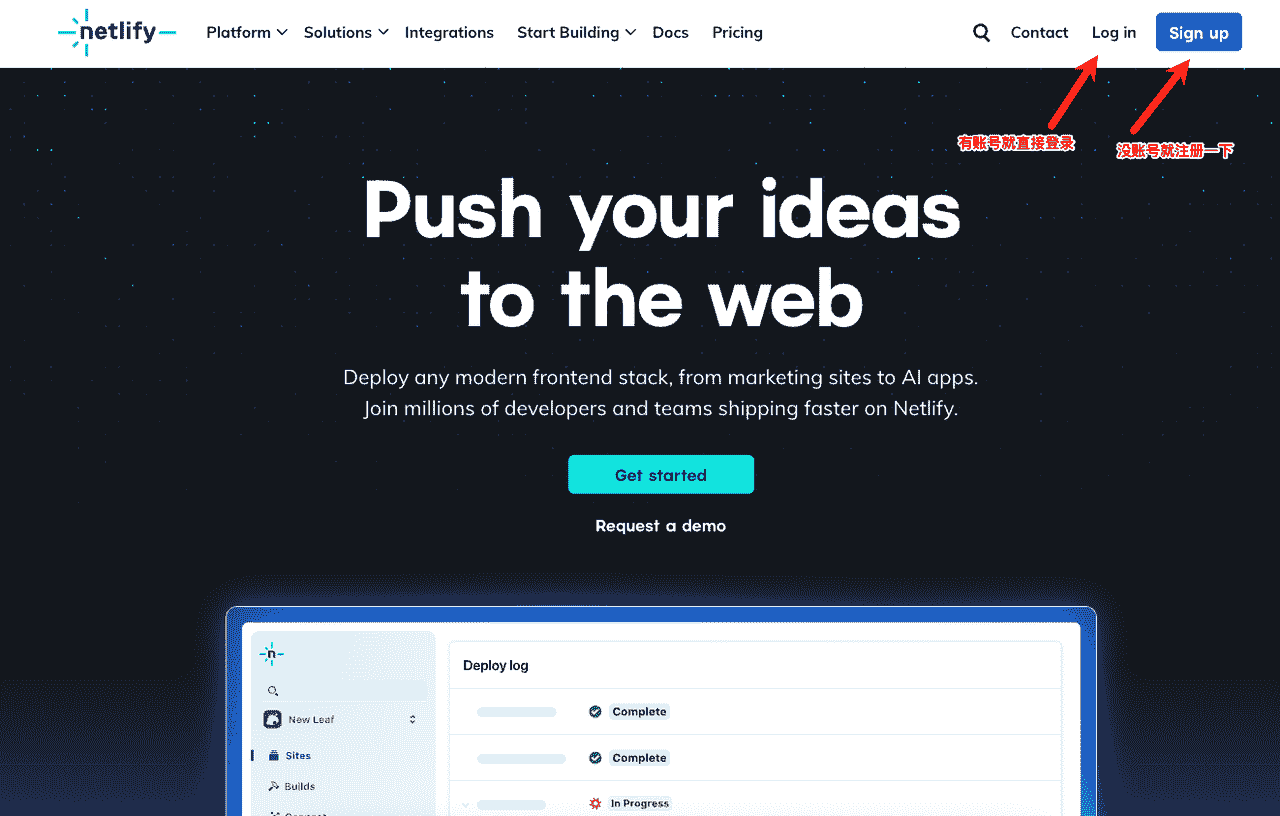 netlify Platform Solutions Integrations Start Building Docs Pricing Contact Log in Sign up
有账号就直接登录
没账号就注册一下
Push your ideas
to the web
Deploy any modern frontend stack, from marketing sites to AI apps.
Join millions of developers and teams shipping faster on Netlify.
Get started
Request a demo
n
Deploy log
New Leaf
Complete
Sites
Complete
Builds
In Progress